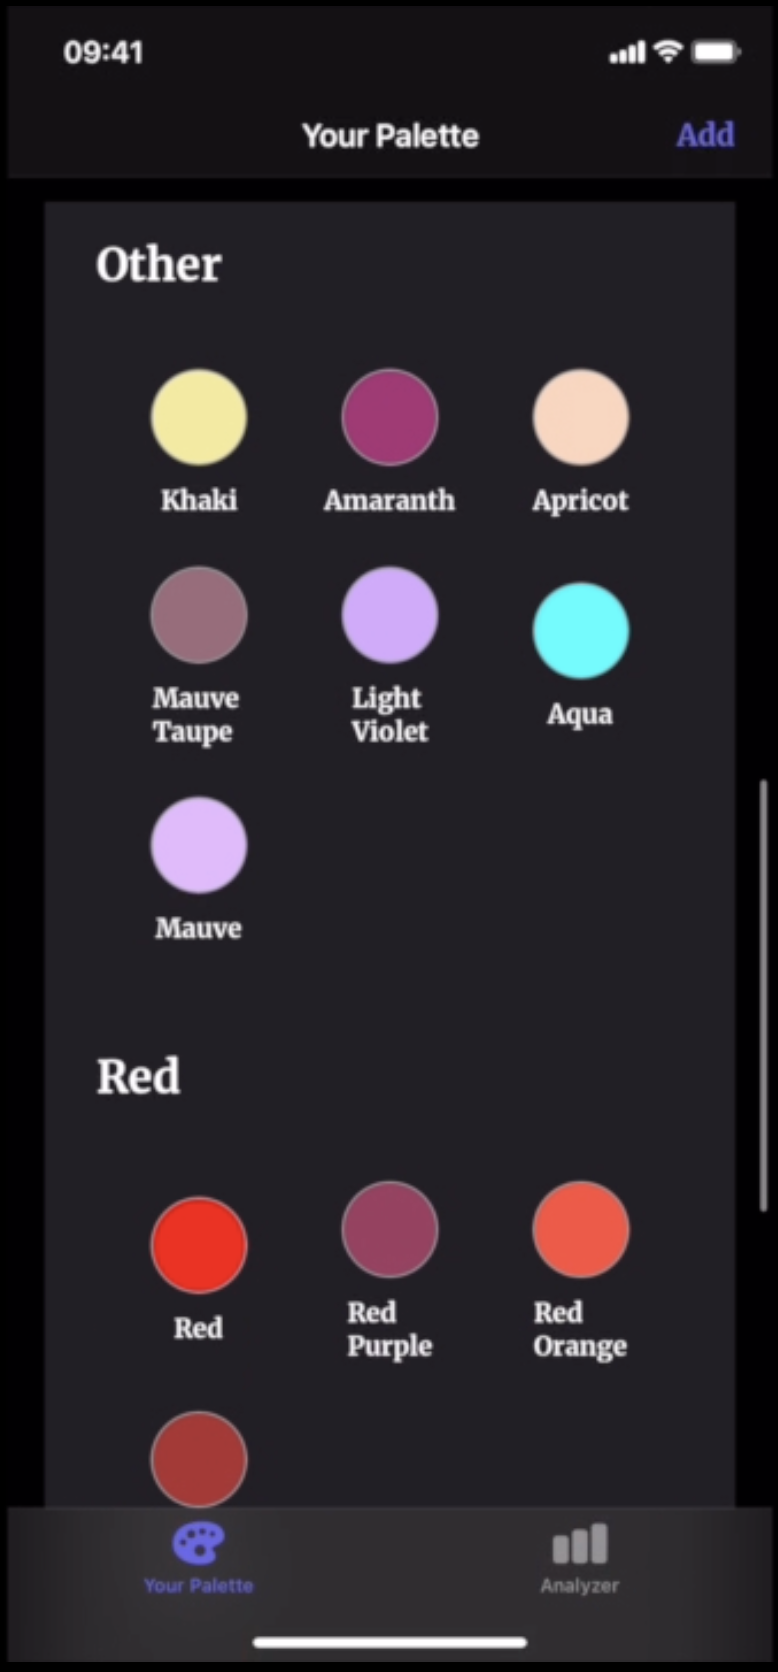 09:41
Your Palette
Add
Other
Khaki
Amaranth
Apricot
Mauve
Taupe
Light
Violet
Aqua
Mauve
Red
Red
Red
Purple
Red
Orange
Your Palette
Analyzer